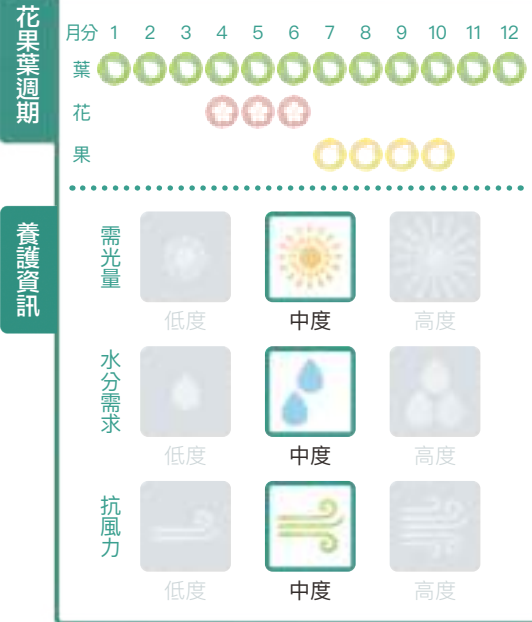 花果葉週期
月分 1 2 3 4 5 6 7 8 9 10 11 12
葉
花
果
養護資訊
需光量
低度 中度 高度
水分需求
低度 中度 高度
抗風力
低度 中度 高度